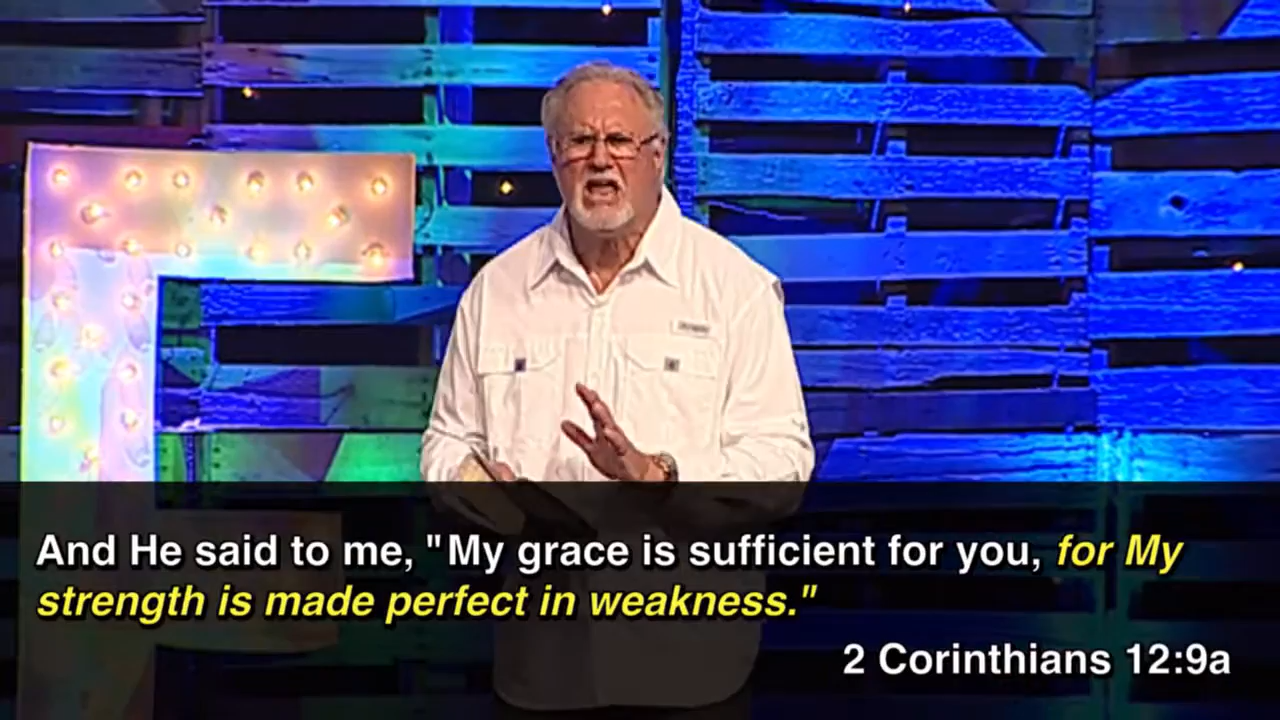 And He said to me, "My grace is sufficient for you, for My
strength is made perfect in weakness."
2 Corinthians 12:9a